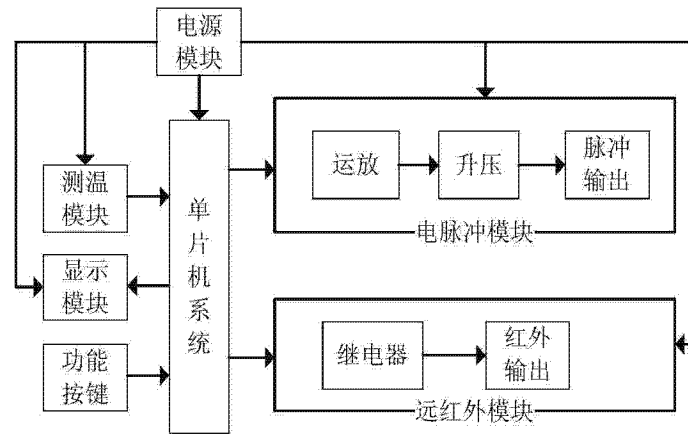 电源
模块
测温
模块
显示
模块
功能
按键
单
片
机
系
统
运放
升压
脉冲
输出
电脉冲模块
继电器
红外
输出
远红外模块